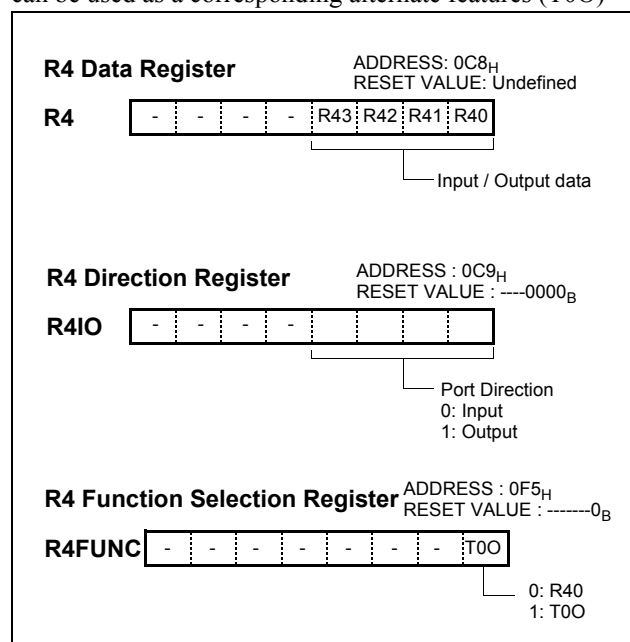 can be used as a corresponding alternate features (T0O)
R4 Data Register
ADDRESS: 0C8H
RESET VALUE: Undefined
R4 - - - - R43 R42 R41 R40
Input / Output data
R4 Direction Register
ADDRESS : 0C9H
RESET VALUE : ----0000B
R4IO - - - -
Port Direction
0: Input
1: Output
R4 Function Selection Register
ADDRESS : 0F5H
RESET VALUE : -------0B
R4FUNC - - - - - - - T0O
0: R40
1: T0O